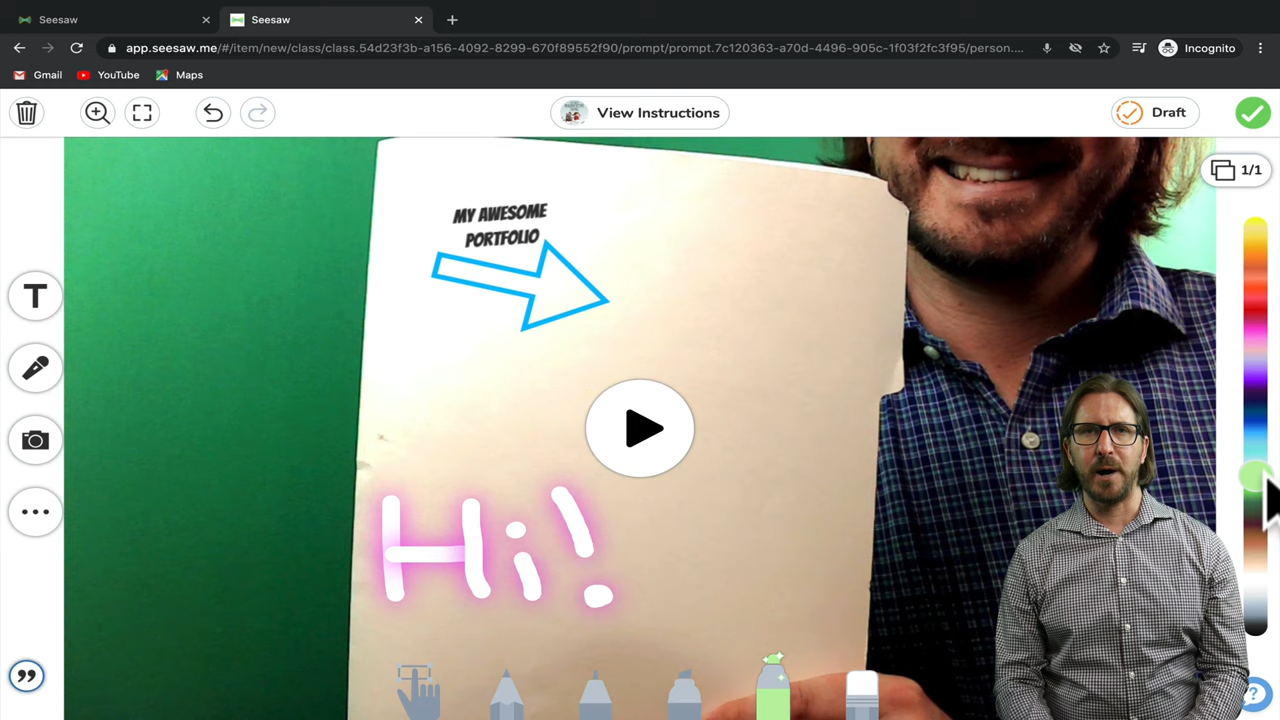 Seesaw
Seesaw
app.seesaw.me/#/item/new/class/class.54d23f3b-a156-4092-8299-670f89552f90/prompt/prompt.7c120363-a70d-4496-905c-1f03f2fc3f95/person....
Incognito
Gmail
YouTube
Maps
View Instructions
Draft
1/1
MY AWESOME
PORTFOLIO
T
Hi!
?